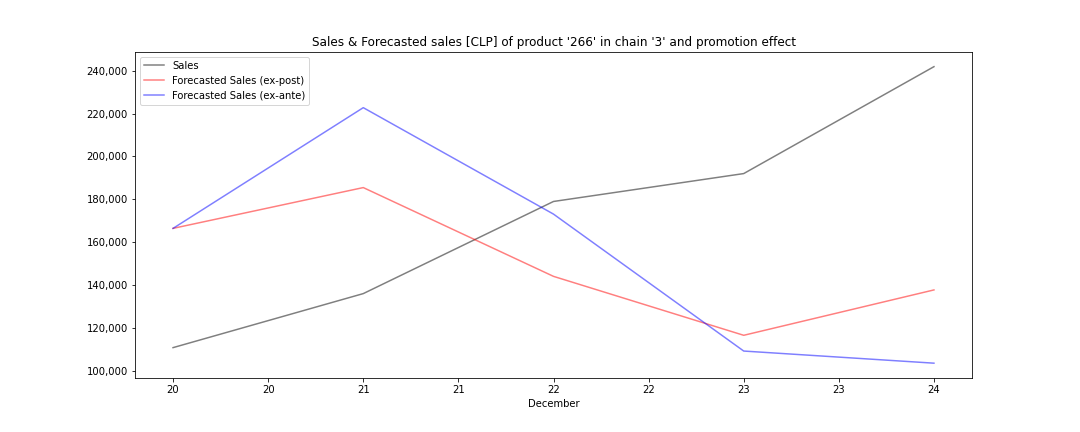 Sales & Forecasted sales [CLP] of product '266' in chain '3' and promotion effect
Sales
Forecasted Sales (ex-post)
Forecasted Sales (ex-ante)
240,000
220,000
200,000
180,000
160,000
140,000
120,000
100,000
20 20 21 21 22 22 23 23 24
December